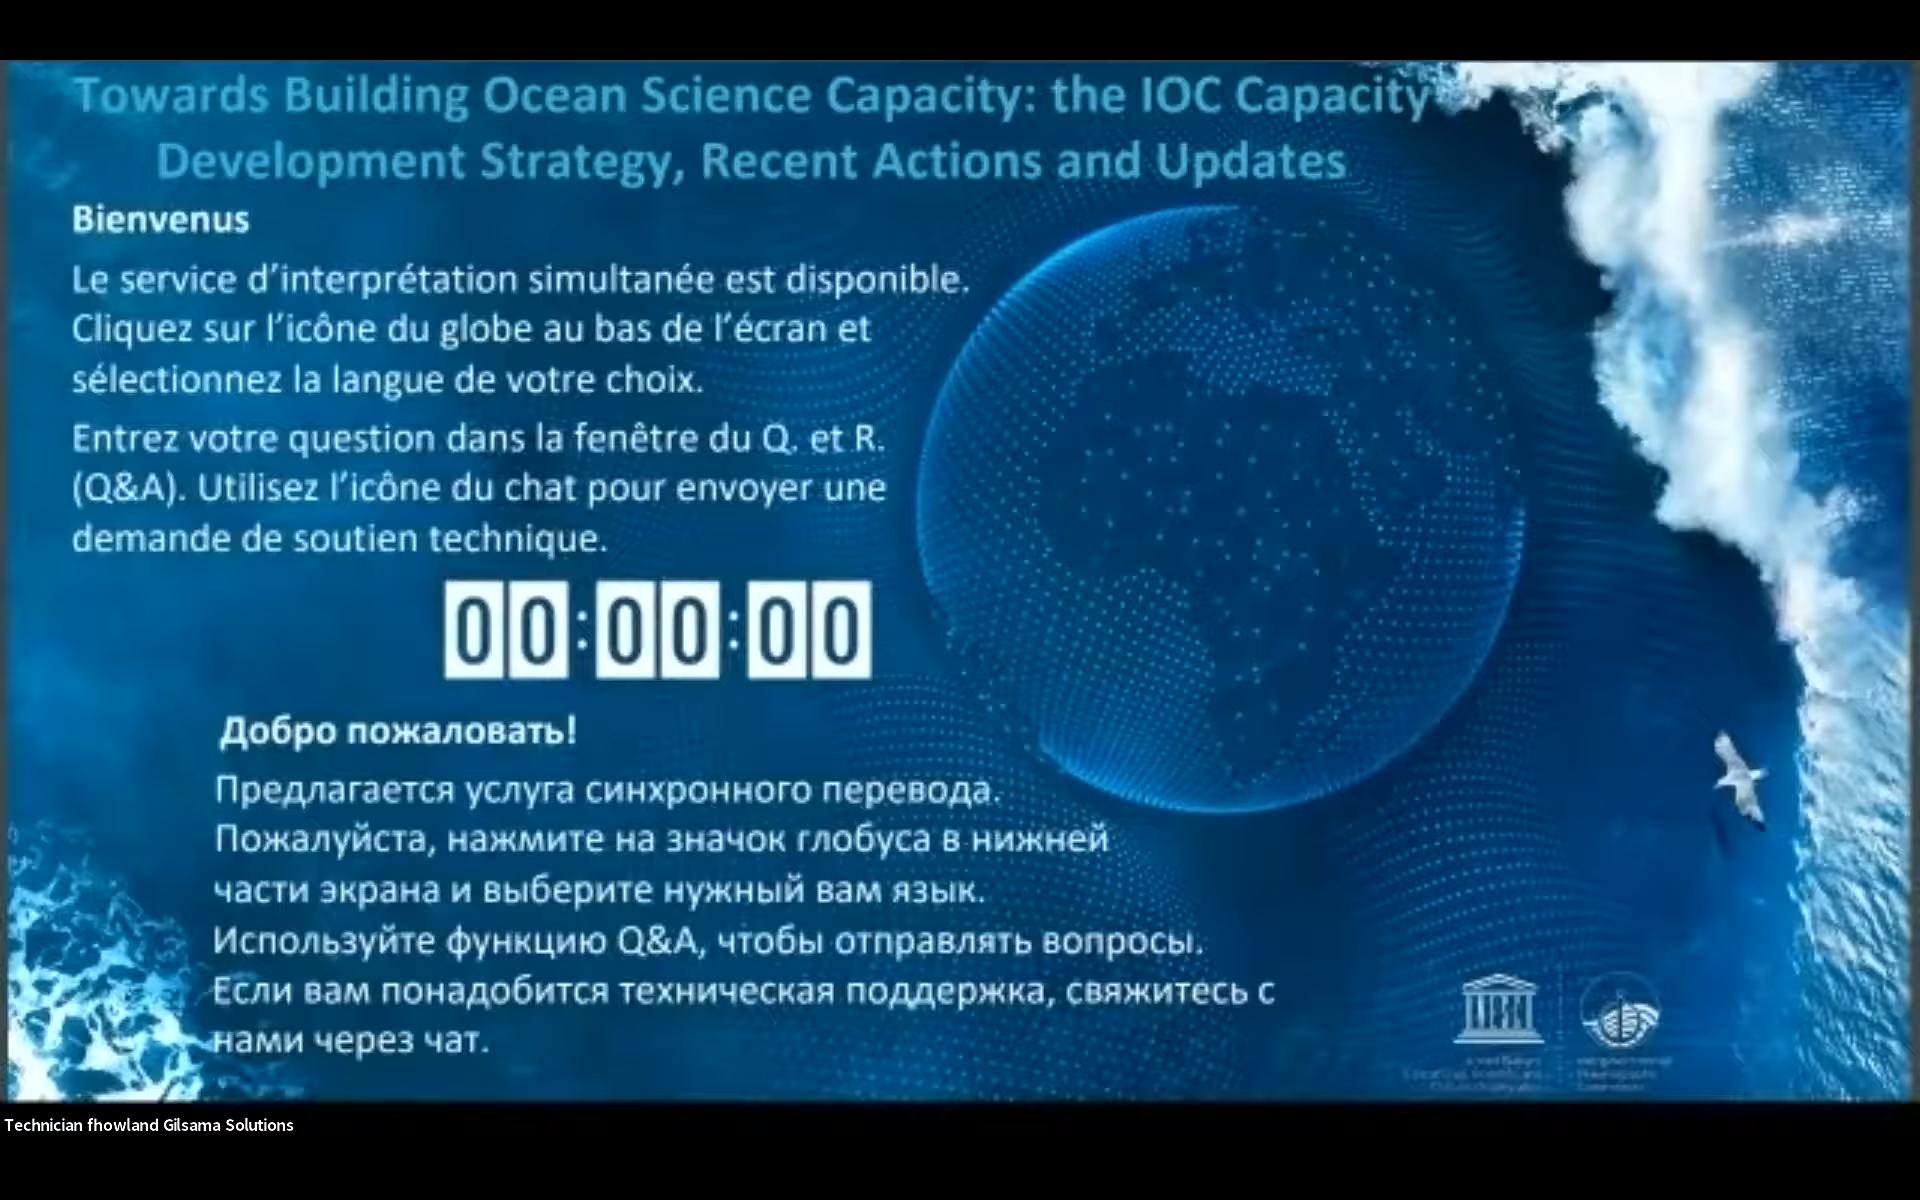 Towards Building Ocean Science Capacity: the IOC Capacity
Development Strategy, Recent Actions and Updates
Bienvenus
Le service d’interprétation simultanée est disponible.
Cliquez sur l’icône du globe au bas de l’écran et
sélectionnez la langue de votre choix.
Entrez votre question dans la fenêtre du Q. et R.
(Q&A). Utilisez l’icône du chat pour envoyer une
demande de soutien technique.
00:00:00
Добро пожаловать!
Предлагается услуга синхронного перевода.
Пожалуйста, нажмите на значок глобуса в нижней
части экрана и выберите нужный вам язык.
Используйте функцию Q&A, чтобы отправлять вопросы.
Если вам понадобится техническая поддержка, свяжитесь с
нами через чат.
Technician fhowland Gilsama Solutions